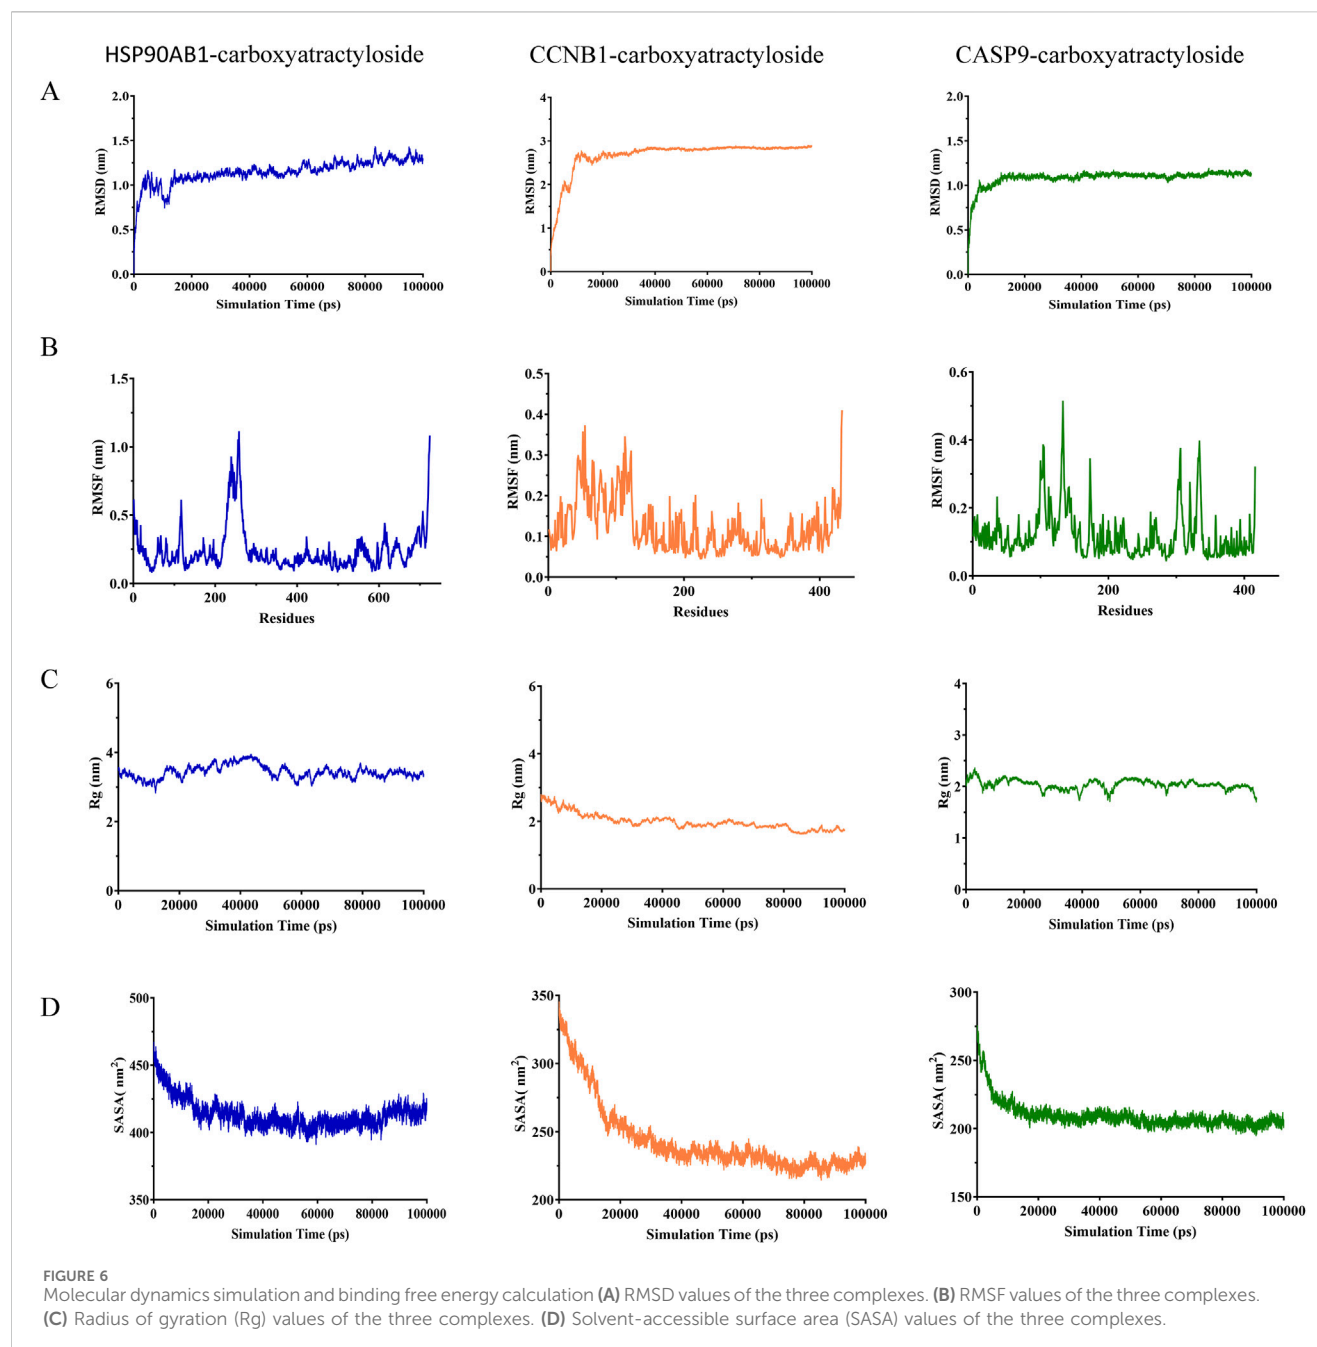 HSP90AB1-carboxyatractyloside CCNB1-carboxyatractyloside CASP9-carboxyatractyloside
A
2.0
1.5
1.0
0.5
0.0
RMSD (nm)
0 20000 40000 60000 80000 100000
Simulation Time (ps)
4
3
2
1
0
RMSD (nm)
0 20000 40000 60000 80000 100000
Simulation Time (ps)
2.0
1.5
1.0
0.5
0.0
RMSD (nm)
0 20000 40000 60000 80000 100000
Simulation Time (ps)
B
1.5
1.0
0.5
0.0
RMSF (nm)
0 200 400 600
Residues
0.5
0.4
0.3
0.2
0.1
0.0
RMSF (nm)
0 200 400
Residues
0.6
0.4
0.2
0.0
RMSF (nm)
0 200 400
Residues
C
6
4
2
0
Rg (nm)
0 20000 40000 60000 80000 100000
Simulation Time (ps)
6
4
2
0
Rg (nm)
0 20000 40000 60000 80000 100000
Simulation Time (ps)
4
3
2
1
0
Rg (nm)
0 20000 40000 60000 80000 100000
Simulation Time (ps)
D
500
450
400
350
SASA( nm²)
0 20000 40000 60000 80000 100000
Simulation Time (ps)
350
300
250
200
SASA( nm²)
0 20000 40000 60000 80000 100000
Simulation Time (ps)
300
250
200
150
SASA( nm²)
0 20000 40000 60000 80000 100000
Simulation Time (ps)
FIGURE 6
Molecular dynamics simulation and binding free energy calculation (A) RMSD values of the three complexes. (B) RMSF values of the three complexes.
(C) Radius of gyration (Rg) values of the three complexes. (D) Solvent-accessible surface area (SASA) values of the three complexes.